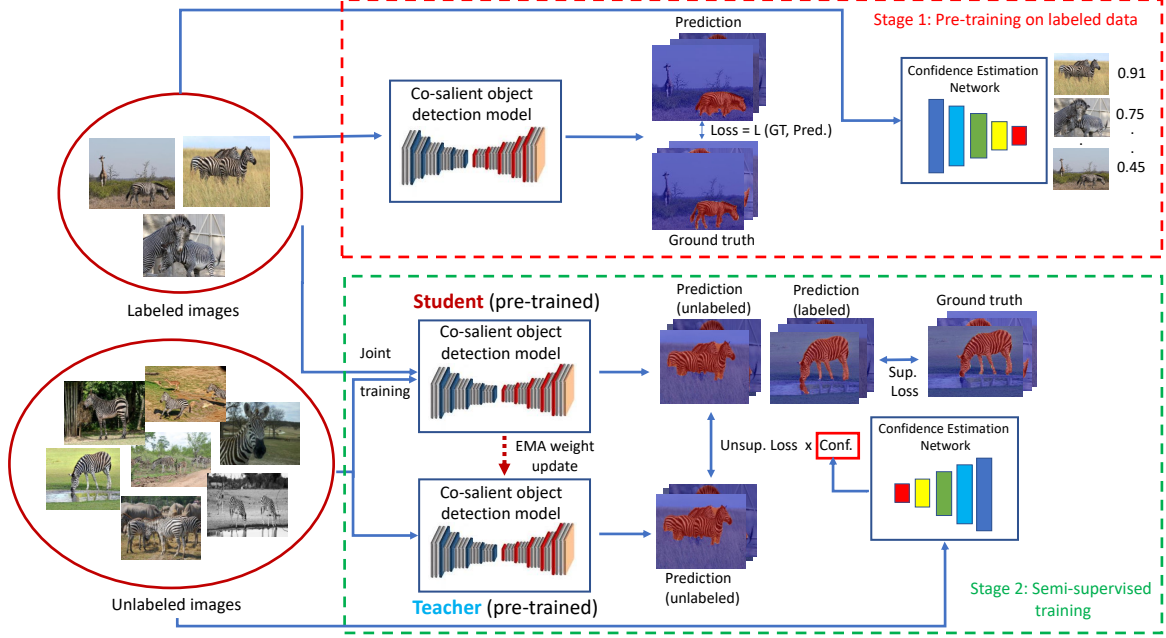 Stage 1: Pre-training on labeled data
Prediction
Co-salient object
detection model
Loss = L (GT, Pred.)
Ground truth
Confidence Estimation
Network
0.91
0.75
.
.
0.45
Labeled images
Student (pre-trained)
Co-salient object
detection model
Joint
training
Prediction
(unlabeled)
Prediction
(labeled)
Ground truth
Sup.
Loss
EMA weight
update
Unsup. Loss x Conf.
Confidence Estimation
Network
Co-salient object
detection model
Teacher (pre-trained)
Prediction
(unlabeled)
Unlabeled images
Stage 2: Semi-supervised
training